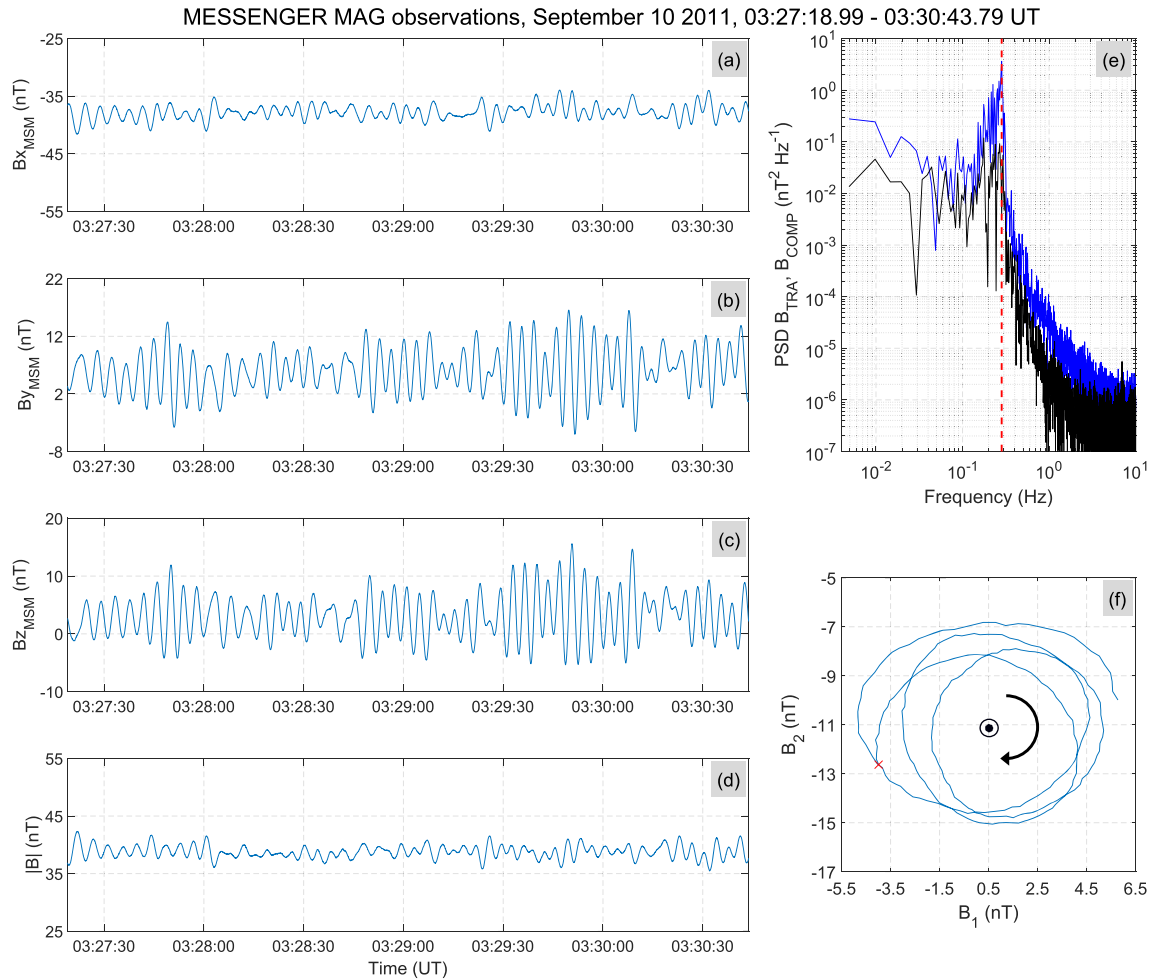 MESSENGER MAG observations, September 10 2011, 03:27:18.99 - 03:30:43.79 UT
(a)
Bx_MSM (nT)
-25
-35
-45
-55
03:27:30 03:28:00 03:28:30 03:29:00 03:29:30 03:30:00 03:30:30
(b)
By_MSM (nT)
22
12
2
-8
03:27:30 03:28:00 03:28:30 03:29:00 03:29:30 03:30:00 03:30:30
(c)
Bz_MSM (nT)
20
10
0
-10
03:27:30 03:28:00 03:28:30 03:29:00 03:29:30 03:30:00 03:30:30
(d)
|B| (nT)
55
45
35
25
03:27:30 03:28:00 03:28:30 03:29:00 03:29:30 03:30:00 03:30:30
Time (UT)
(e)
PSD B_TRA, B_COMP (nT^2 Hz^-1)
10^1
10^0
10^-1
10^-2
10^-3
10^-4
10^-5
10^-6
10^-7
10^-2 10^-1 10^0 10^1
Frequency (Hz)
(f)
B_2 (nT)
-5
-7
-9
-11
-13
-15
-17
-5.5 -3.5 -1.5 0.5 2.5 4.5 6.5
B_1 (nT)